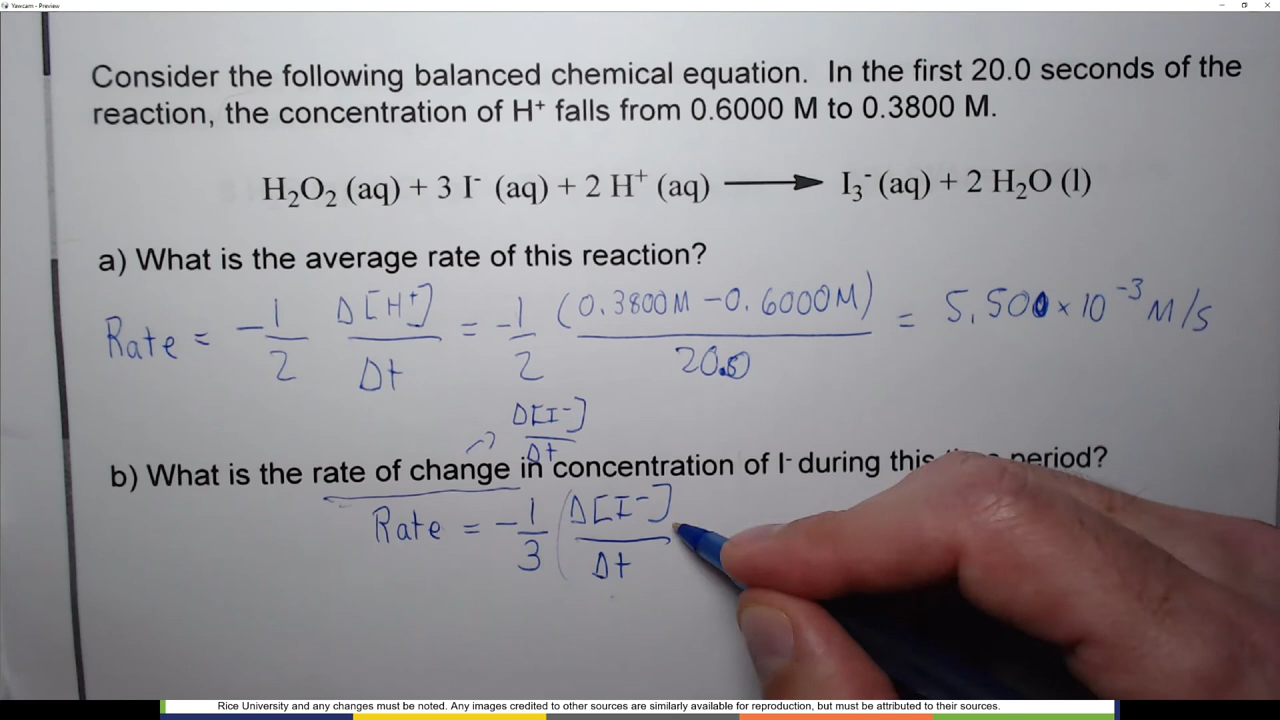 Yawcam - Preview
Consider the following balanced chemical equation. In the first 20.0 seconds of the
reaction, the concentration of H⁺ falls from 0.6000 M to 0.3800 M.
H₂O₂ (aq) + 3 I⁻ (aq) + 2 H⁺ (aq) ⟶ I₃⁻ (aq) + 2 H₂O (l)
a) What is the average rate of this reaction?
Rate = -1/2 Δ[H⁺]/Δt = -1/2 (0.3800M - 0.6000M)/20.0 = 5.500 × 10⁻³ M/s
Δ[I⁻]/Δt
b) What is the rate of change in concentration of I⁻ during this period?
Rate = -1/3 (Δ[I⁻]/Δt
Rice University and any changes must be noted. Any images credited to other sources are similarly available for reproduction, but must be attributed to their sources.